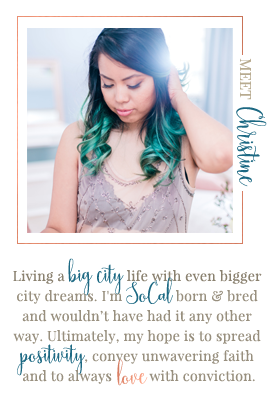 MEET
Christine
Living a big city life with even bigger
city dreams. I'm SoCal born & bred
and wouldn't have had it any other
way. Ultimately, my hope is to spread
positivity, convey unwavering faith
and to always love with conviction.